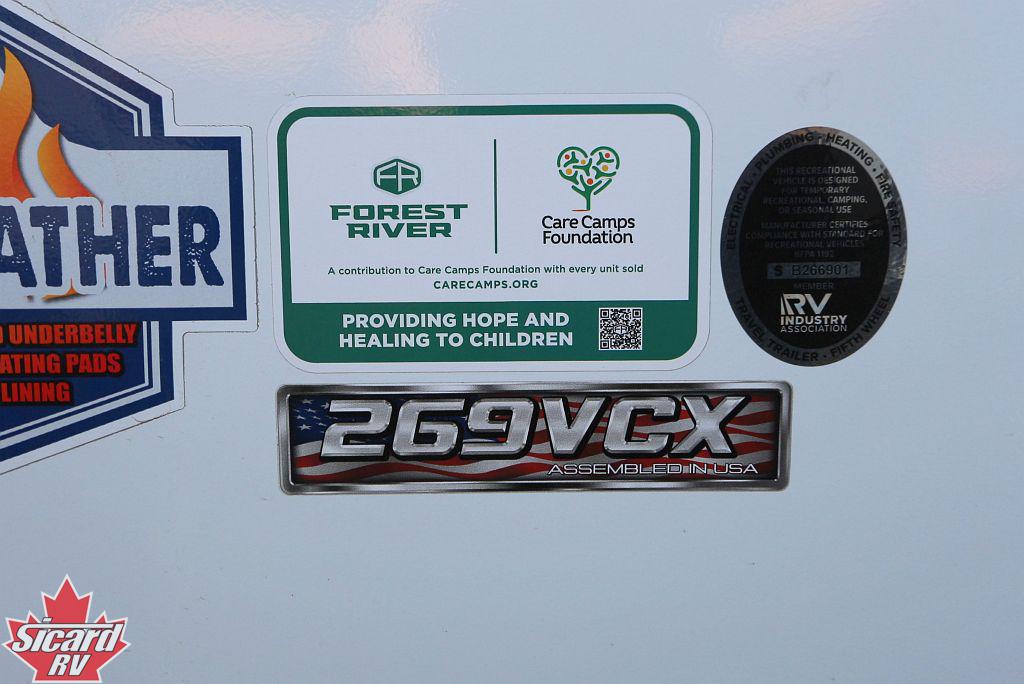 ATHER
UNDERBELLY
ATING PADS
LINING
FR
FOREST
RIVER
Care Camps
Foundation
A contribution to Care Camps Foundation with every unit sold
CARECAMPS.ORG
PROVIDING HOPE AND
HEALING TO CHILDREN
269VCX
ASSEMBLED IN USA
ELECTRICAL · PLUMBING · HEATING · FIRE SAFETY
THIS RECREATIONAL
VEHICLE IS DESIGNED
FOR TEMPORARY
RECREATIONAL, CAMPING,
OR SEASONAL USE
MANUFACTURER CERTIFIES
COMPLIANCE WITH STANDARD FOR
RECREATIONAL VEHICLES
NFPA 1192
S B266901
MEMBER
RV
INDUSTRY
ASSOCIATION
TRAVEL TRAILER · FIFTH WHEEL
Sicard
RV